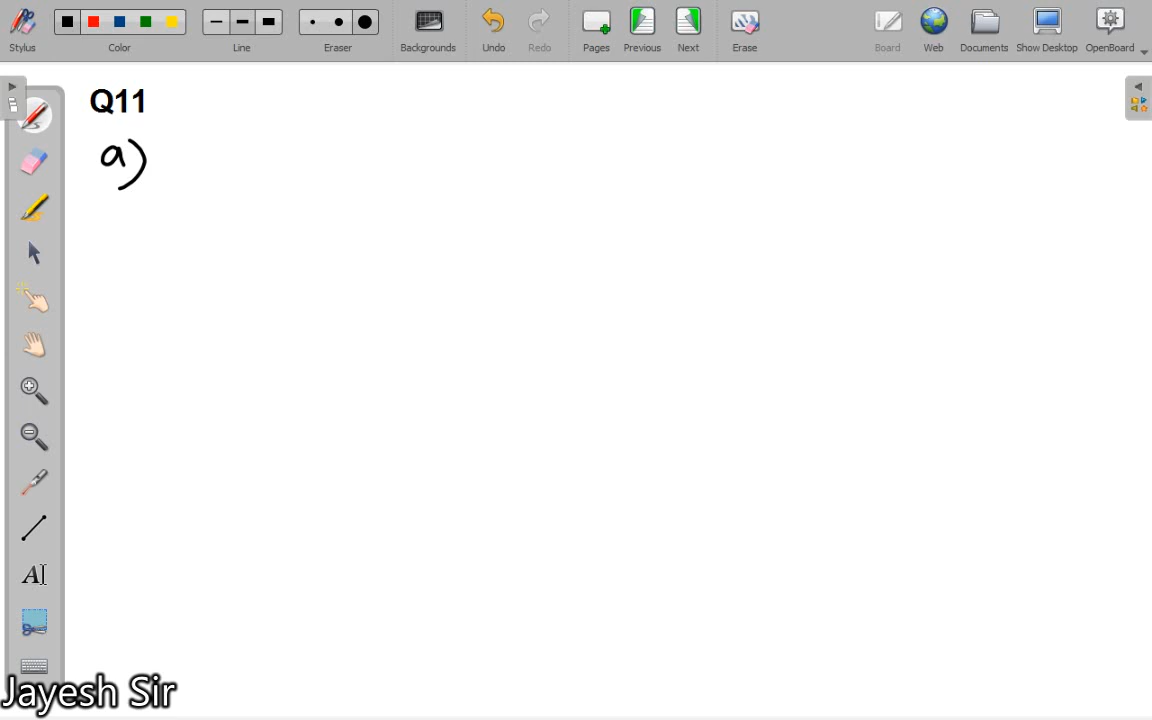 Stylus Color Line Eraser Backgrounds Undo Redo Pages Previous Next Erase Board Web Documents Show Desktop OpenBoard
Q11
a)
AI
Jayesh Sir